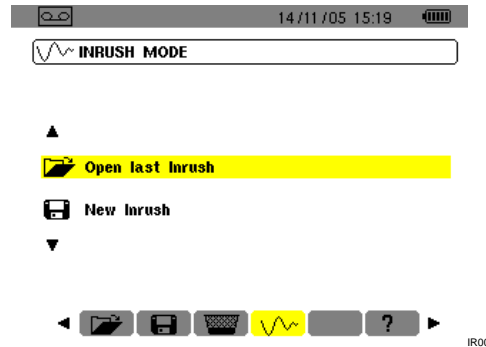 14/11/05 15:19
INRUSH MODE
Open last Inrush
New Inrush
?